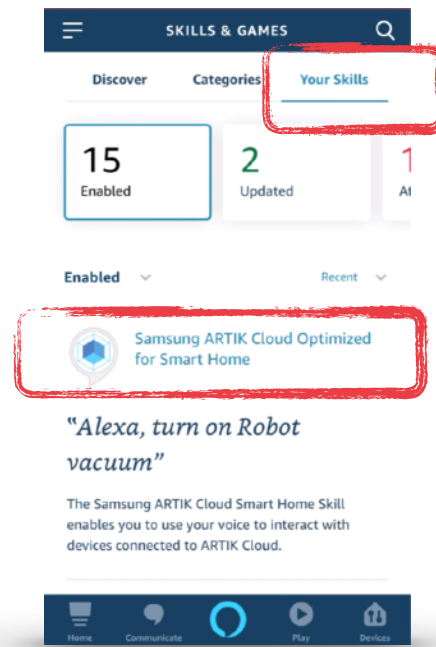 SKILLS & GAMES
Discover Categories Your Skills
15 2 1
Enabled Updated At
Enabled Recent
Samsung ARTIK Cloud Optimized
for Smart Home
"Alexa, turn on Robot
vacuum"
The Samsung ARTIK Cloud Smart Home Skill
enables you to use your voice to interact with
devices connected to ARTIK Cloud.
Home Communicate Play Devices